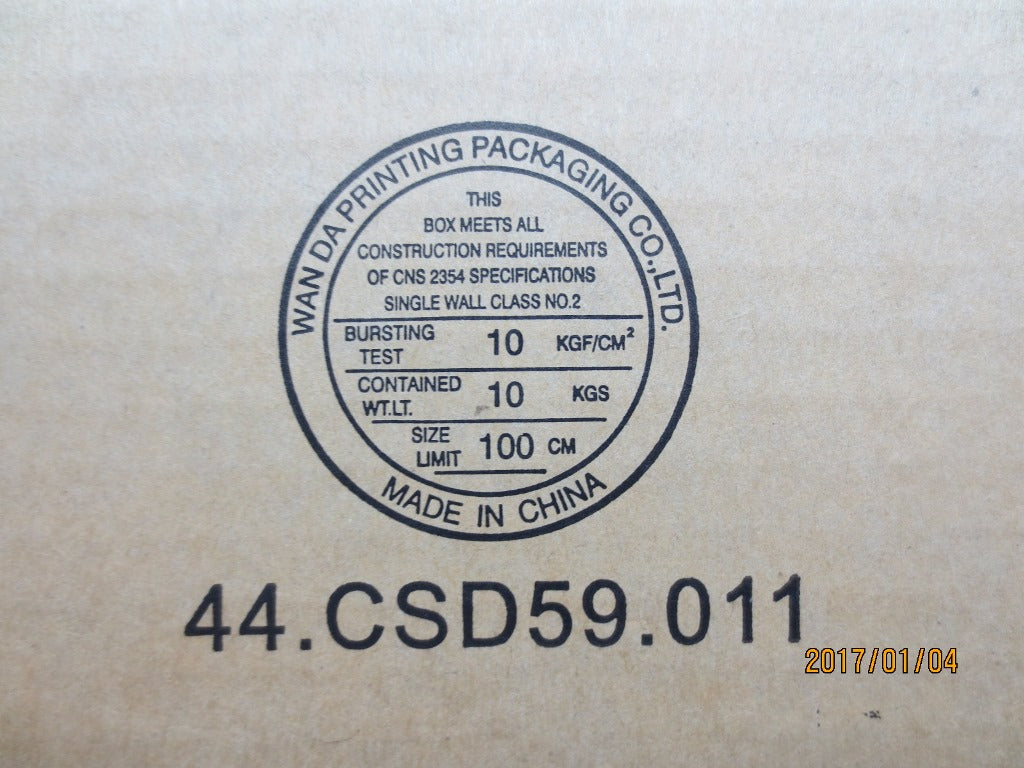 WAN DA PRINTING PACKAGING CO.,LTD.
THIS
BOX MEETS ALL
CONSTRUCTION REQUIREMENTS
OF CNS 2354 SPECIFICATIONS
SINGLE WALL CLASS NO.2
BURSTING TEST 10 KGF/CM²
CONTAINED WT.LT. 10 KGS
SIZE LIMIT 100 CM
MADE IN CHINA
44.CSD59.011
2017/01/04